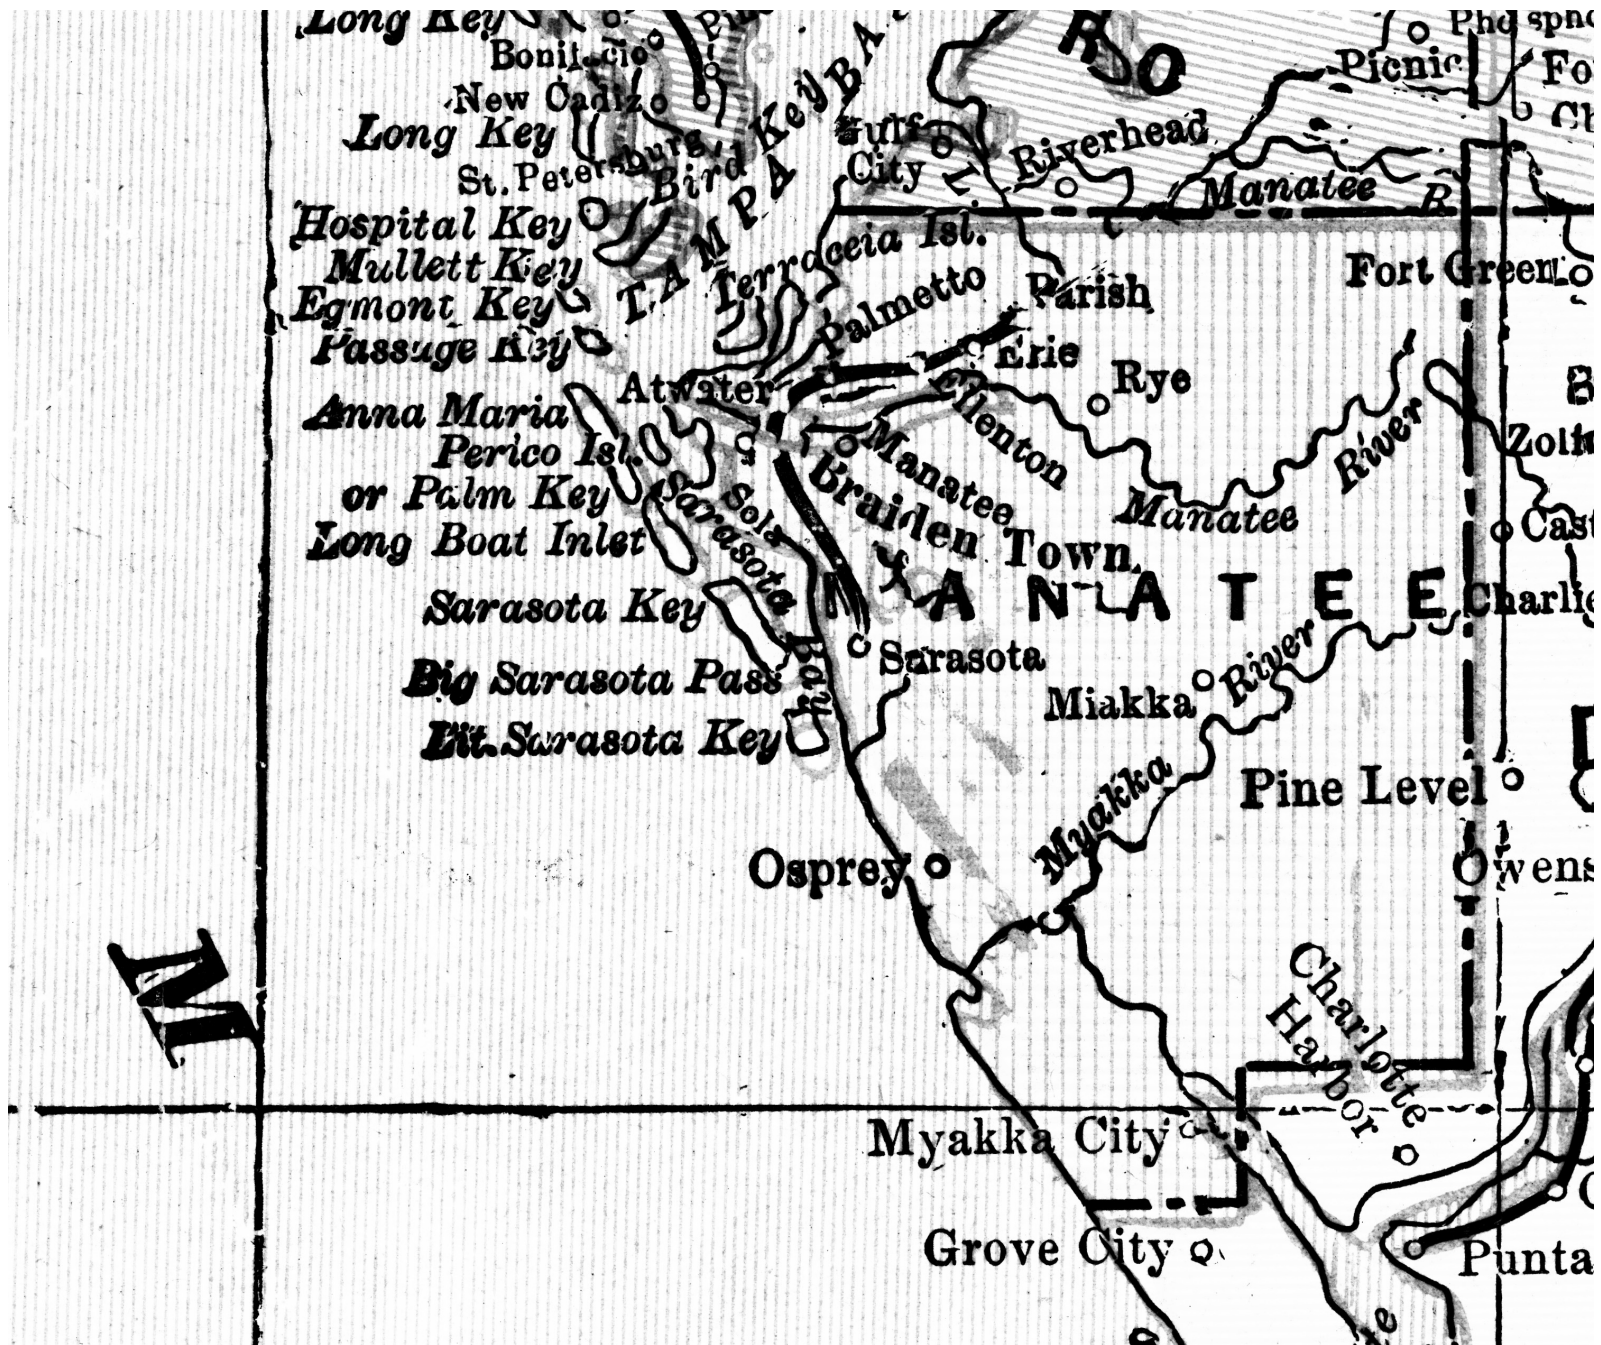 Long Key
Bonifacio
New Cadiz
Long Key
St. Petersburg
Bird Key
TAMPA BA
Hospital Key
Mullett Key
Egmont Key
Passage Key
Gulf
City
Riverhead
Picnic
Manatee R
Terraceia Isl.
Palmetto
Parish
Fort Green
Erie
Rye
Atwater
Ellenton
Anna Maria
Perico Isl.
or Palm Key
Manatee
Braiden Town
Manatee River
Long Boat Inlet
Sarasota Bay
Sola
Sarasota Key
MANATEE
Sarasota
Big Sarasota Pass
Lit. Sarasota Key
Miakka
Myakka River
Pine Level
Osprey
Owens
M
Charlotte
Harbor
Myakka City
Grove City
Punta